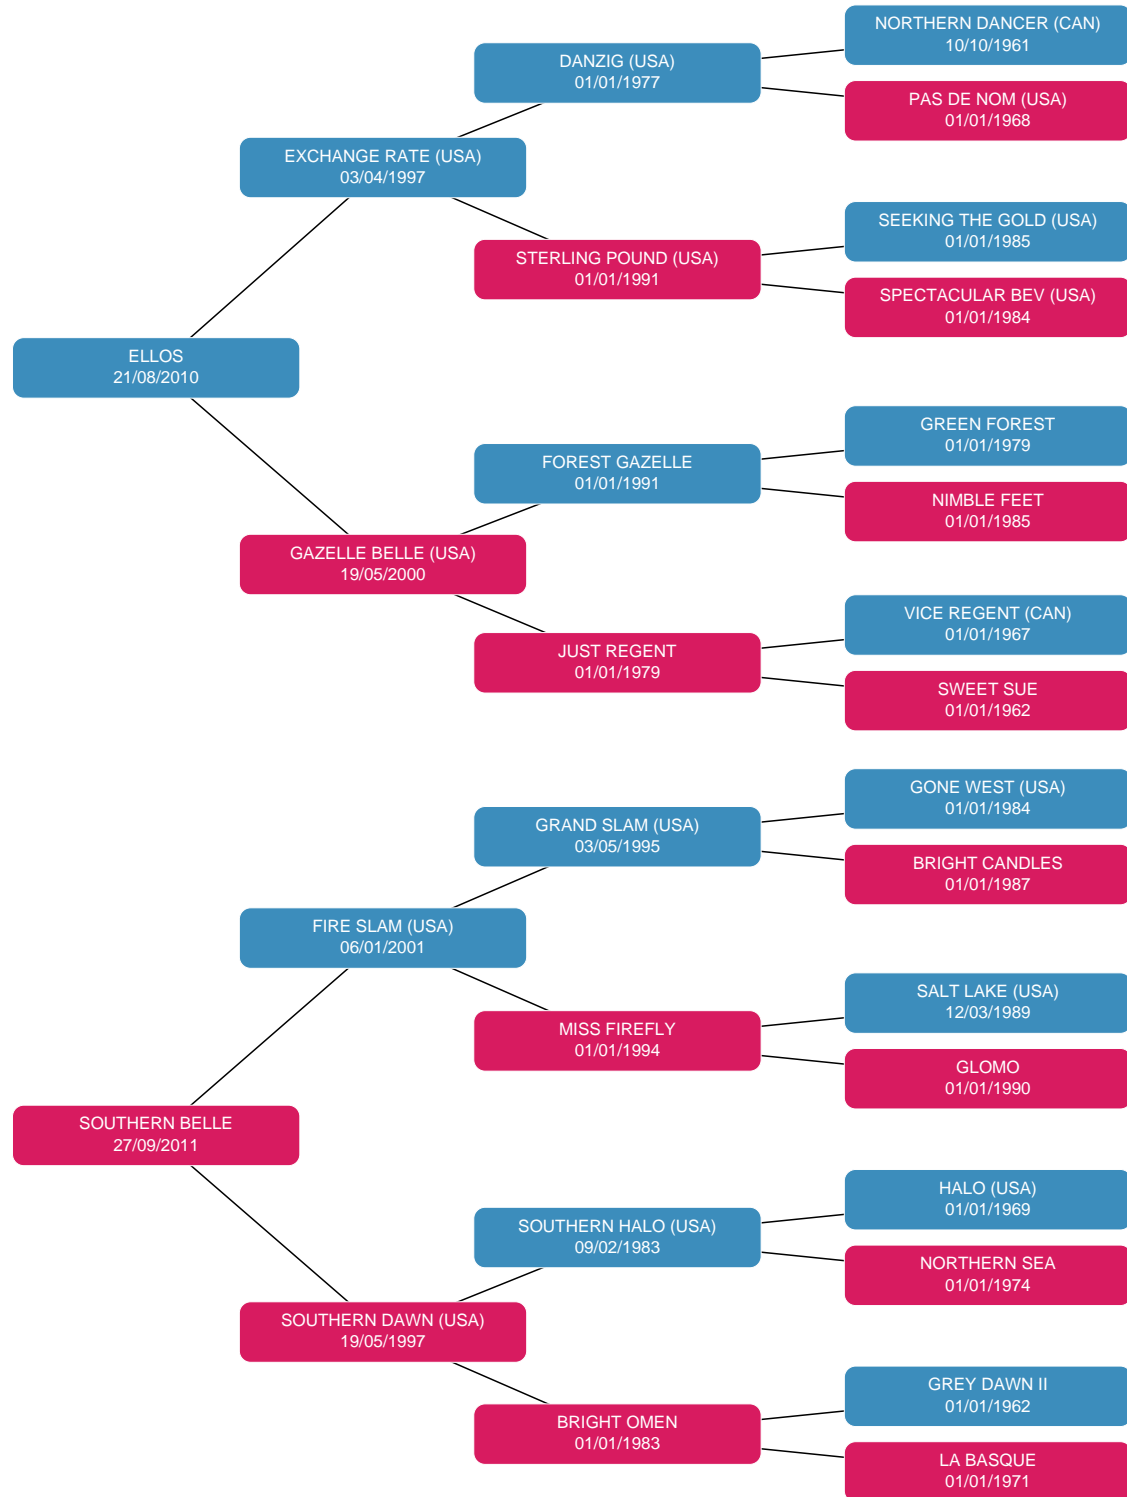 NORTHERN DANCER (CAN)
10/10/1961
DANZIG (USA)
01/01/1977
PAS DE NOM (USA)
01/01/1968
EXCHANGE RATE (USA)
03/04/1997
SEEKING THE GOLD (USA)
01/01/1985
STERLING POUND (USA)
01/01/1991
SPECTACULAR BEV (USA)
01/01/1984
ELLOS
21/08/2010
GREEN FOREST
01/01/1979
FOREST GAZELLE
01/01/1991
NIMBLE FEET
01/01/1985
GAZELLE BELLE (USA)
19/05/2000
VICE REGENT (CAN)
01/01/1967
JUST REGENT
01/01/1979
SWEET SUE
01/01/1962
GONE WEST (USA)
01/01/1984
GRAND SLAM (USA)
03/05/1995
BRIGHT CANDLES
01/01/1987
FIRE SLAM (USA)
06/01/2001
SALT LAKE (USA)
12/03/1989
MISS FIREFLY
01/01/1994
GLOMO
01/01/1990
SOUTHERN BELLE
27/09/2011
HALO (USA)
01/01/1969
SOUTHERN HALO (USA)
09/02/1983
NORTHERN SEA
01/01/1974
SOUTHERN DAWN (USA)
19/05/1997
GREY DAWN II
01/01/1962
BRIGHT OMEN
01/01/1983
LA BASQUE
01/01/1971